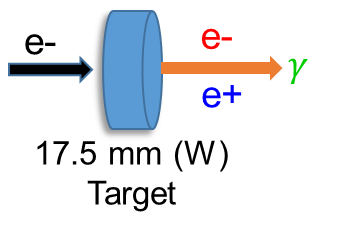 e-
e-
γ
e+
17.5 mm (W)
Target